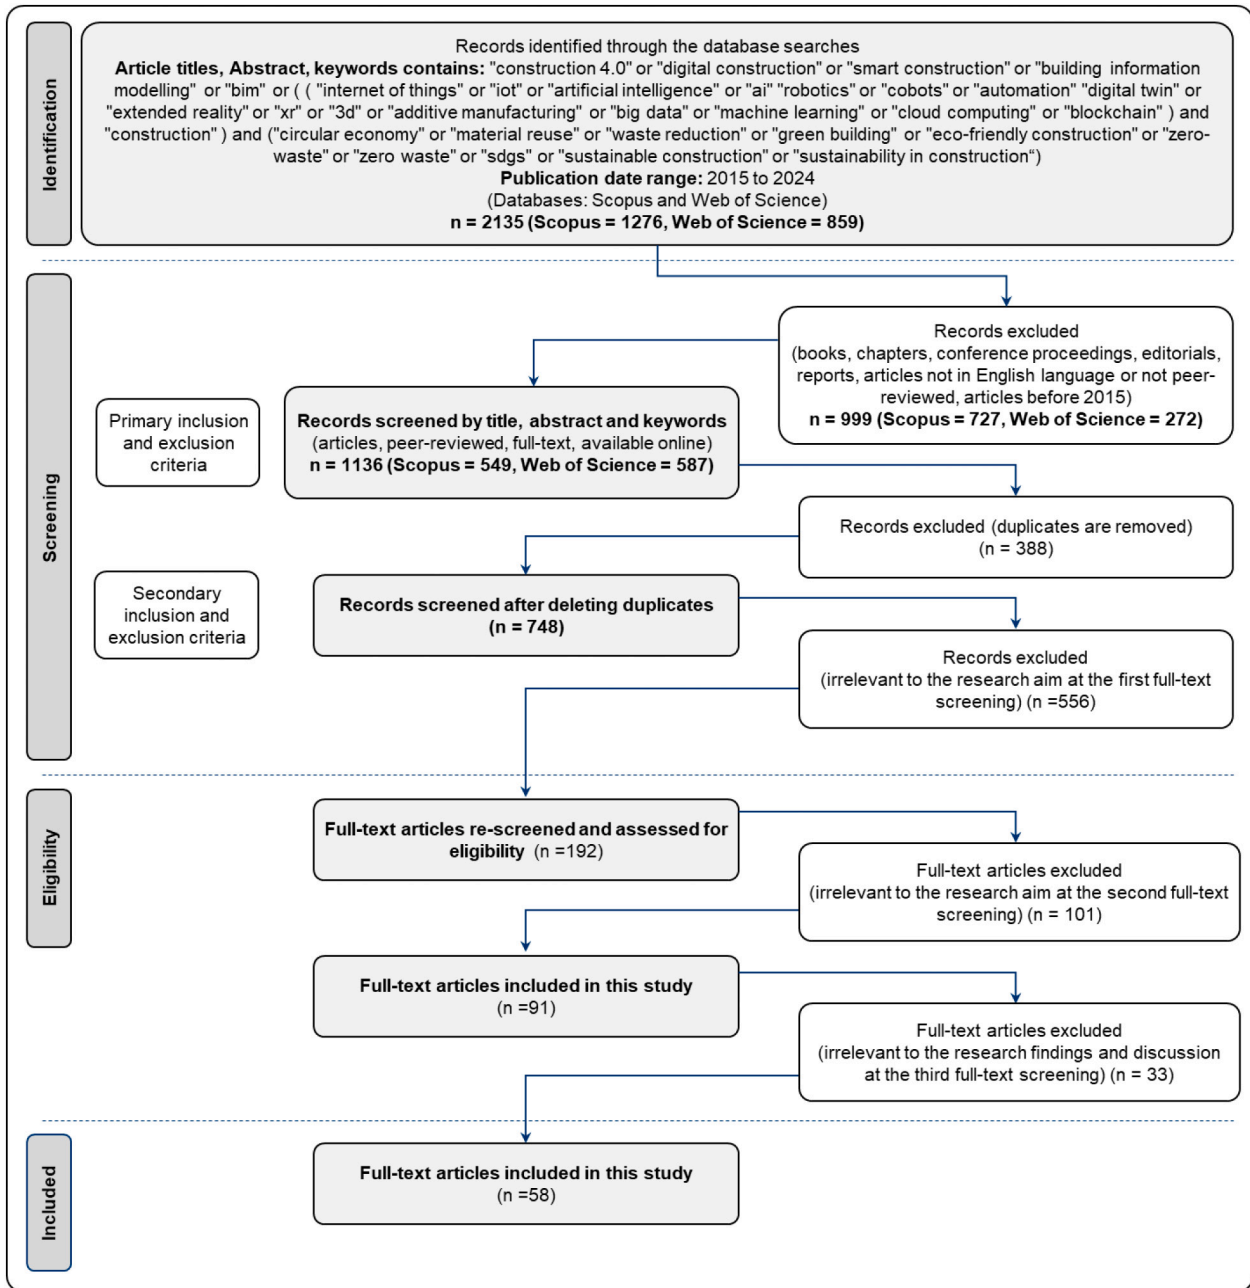 Identification
Records identified through the database searches
Article titles, Abstract, keywords contains: "construction 4.0" or "digital construction" or "smart construction" or "building information
modelling" or "bim" or ( ( "internet of things" or "iot" or "artificial intelligence" or "ai" "robotics" or "cobots" or "automation" "digital twin" or
"extended reality" or "xr" or "3d" or "additive manufacturing" or "big data" or "machine learning" or "cloud computing" or "blockchain" ) and
"construction" ) and ("circular economy" or "material reuse" or "waste reduction" or "green building" or "eco-friendly construction" or "zero-
waste" or "zero waste" or "sdgs" or "sustainable construction" or "sustainability in construction“)
Publication date range: 2015 to 2024
(Databases: Scopus and Web of Science)
n = 2135 (Scopus = 1276, Web of Science = 859)
Screening
Records excluded
(books, chapters, conference proceedings, editorials,
reports, articles not in English language or not peer-
reviewed, articles before 2015)
n = 999 (Scopus = 727, Web of Science = 272)
Primary inclusion
and exclusion
criteria
Records screened by title, abstract and keywords
(articles, peer-reviewed, full-text, available online)
n = 1136 (Scopus = 549, Web of Science = 587)
Records excluded (duplicates are removed)
(n = 388)
Secondary
inclusion and
exclusion criteria
Records screened after deleting duplicates
(n = 748)
Records excluded
(irrelevant to the research aim at the first full-text
screening) (n =556)
Eligibility
Full-text articles re-screened and assessed for
eligibility (n =192)
Full-text articles excluded
(irrelevant to the research aim at the second full-text
screening) (n = 101)
Full-text articles included in this study
(n =91)
Full-text articles excluded
(irrelevant to the research findings and discussion
at the third full-text screening) (n = 33)
Included
Full-text articles included in this study
(n =58)